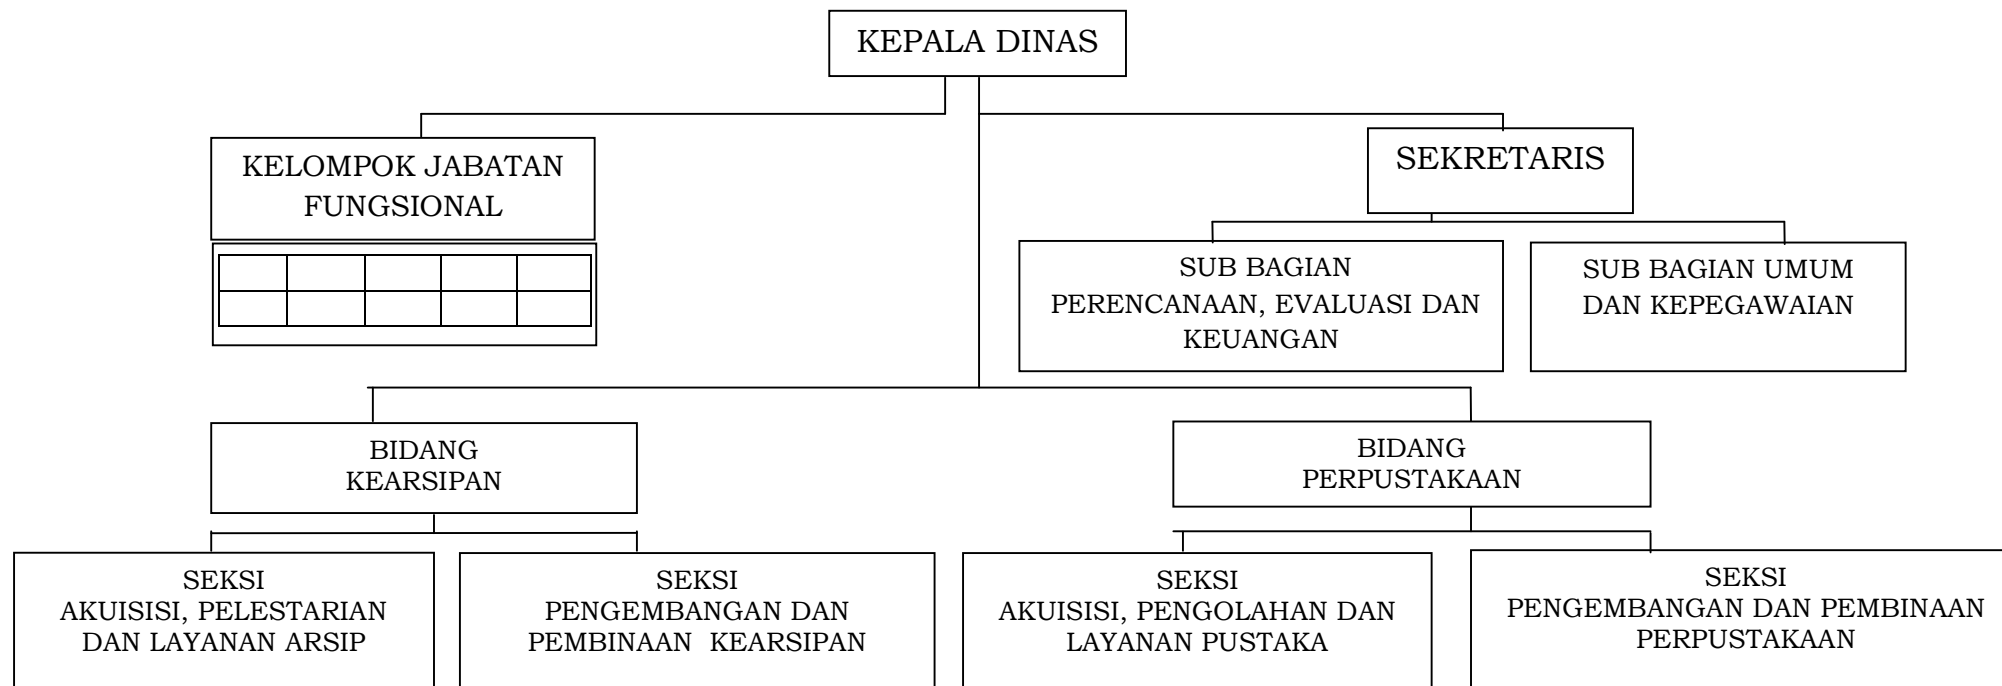 KEPALA DINAS
KELOMPOK JABATAN
FUNGSIONAL
SEKRETARIS
SUB BAGIAN
PERENCANAAN, EVALUASI DAN
KEUANGAN
SUB BAGIAN UMUM
DAN KEPEGAWAIAN
BIDANG
KEARSIPAN
BIDANG
PERPUSTAKAAN
SEKSI
AKUISISI, PELESTARIAN
DAN LAYANAN ARSIP
SEKSI
PENGEMBANGAN DAN
PEMBINAAN  KEARSIPAN
SEKSI
AKUISISI, PENGOLAHAN DAN
LAYANAN PUSTAKA
SEKSI
PENGEMBANGAN DAN PEMBINAAN
PERPUSTAKAAN